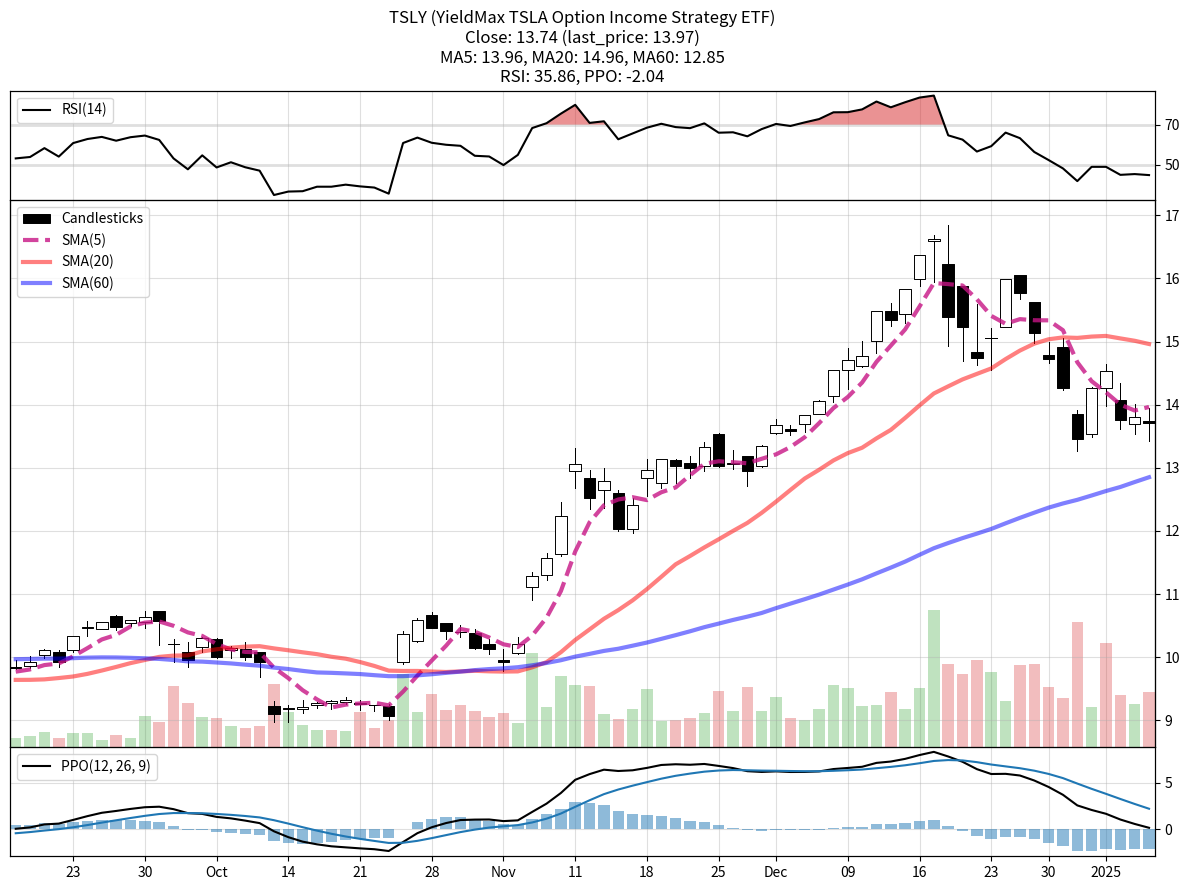 TSLY (YieldMax TSLA Option Income Strategy ETF)
Close: 13.74 (last_price: 13.97)
MA5: 13.96, MA20: 14.96, MA60: 12.85
RSI: 35.86, PPO: -2.04
RSI(14)
70
50
Candlesticks
SMA(5)
SMA(20)
SMA(60)
17
16
15
14
13
12
11
10
9
PPO(12, 26, 9)
5
0
23 30 Oct 14 21 28 Nov 11 18 25 Dec 09 16 23 30 2025